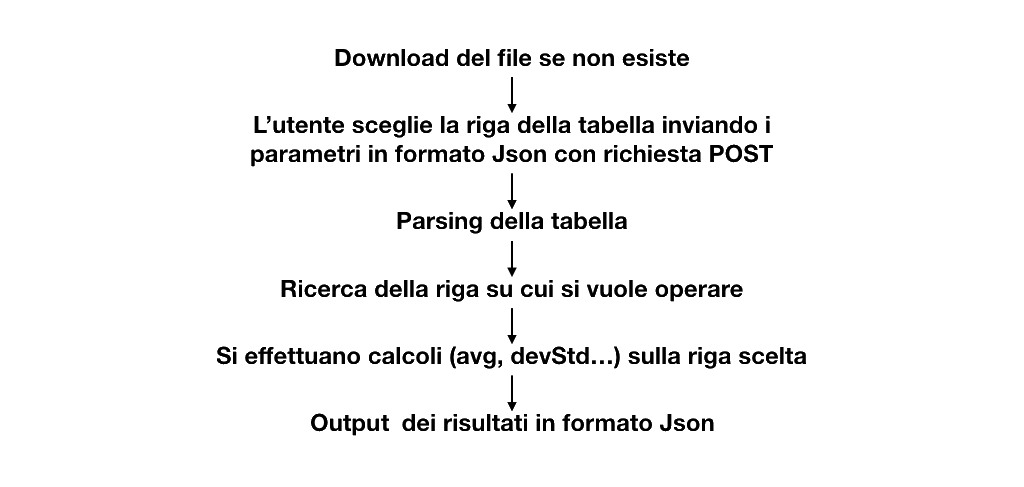 Download del file se non esiste
L’utente sceglie la riga della tabella inviando i
parametri in formato Json con richiesta POST
Parsing della tabella
Ricerca della riga su cui si vuole operare
Si effettuano calcoli (avg, devStd…) sulla riga scelta
Output  dei risultati in formato Json